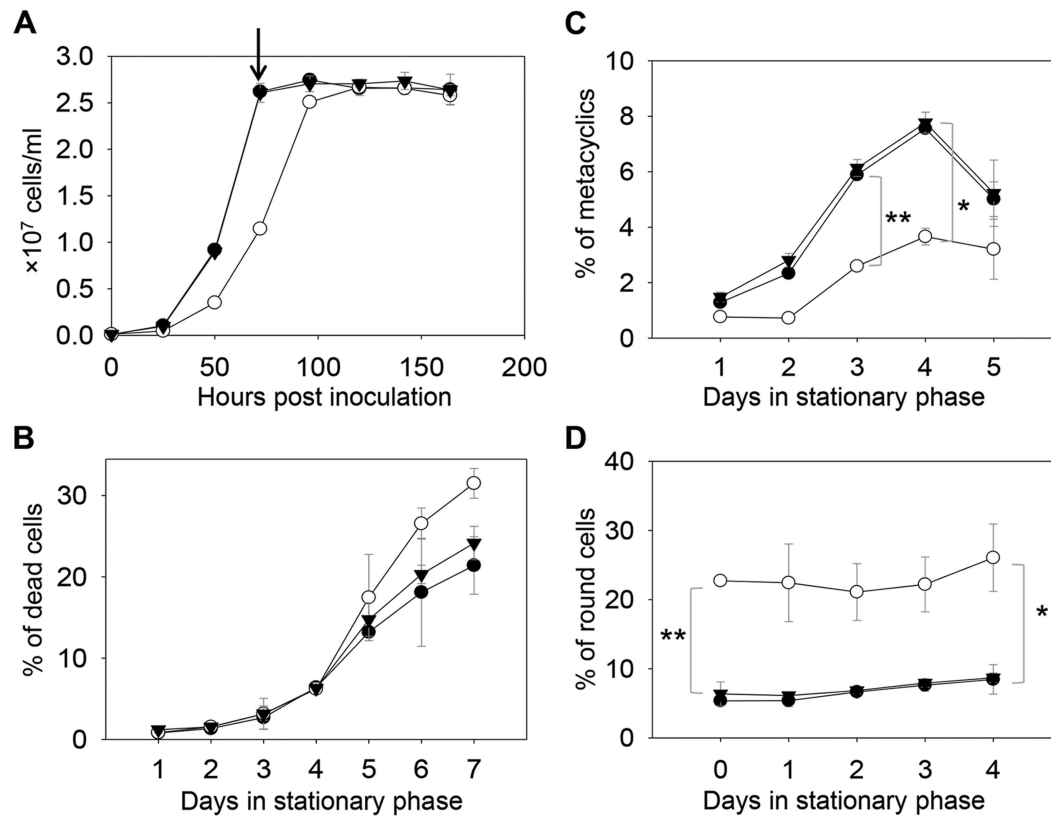 A
×10⁷ cells/ml
3.0
2.5
2.0
1.5
1.0
0.5
0.0
0 50 100 150 200
Hours post inoculation
B
% of dead cells
30
20
10
0
1 2 3 4 5 6 7
Days in stationary phase
C
% of metacyclics
10
8
6
4
2
0
**
*
1 2 3 4 5
Days in stationary phase
D
% of round cells
40
30
20
10
0
**
*
0 1 2 3 4
Days in stationary phase